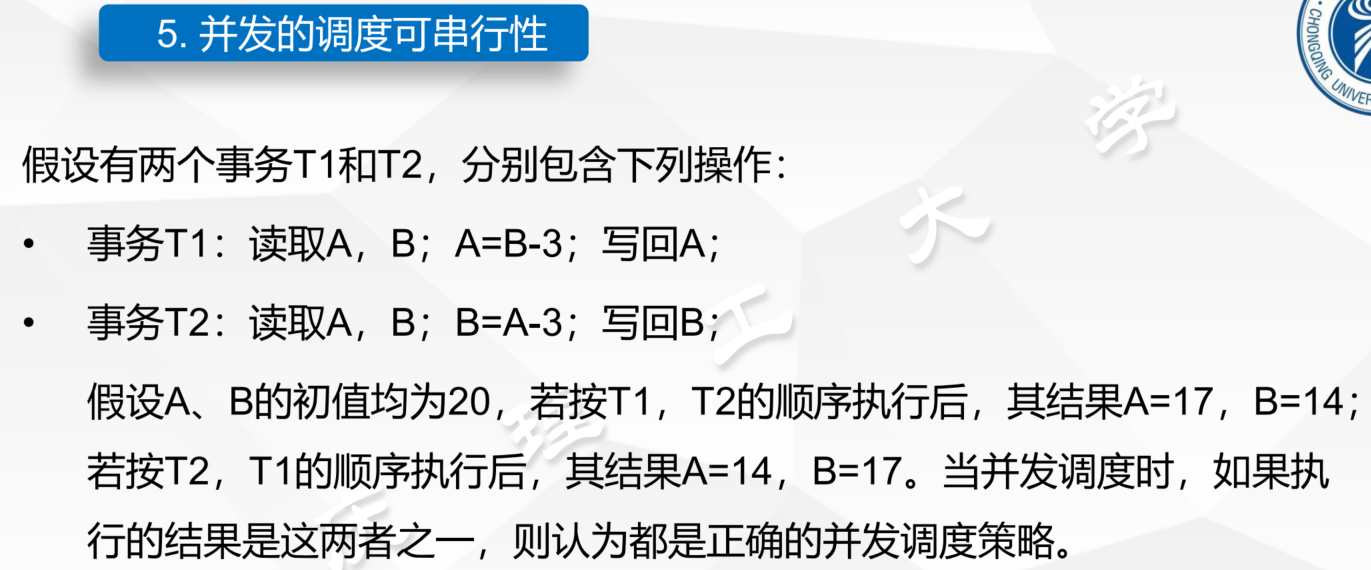 5. 并发的调度可串行性
CHONGQING UNIVER
假设有两个事务T1和T2，分别包含下列操作：
• 事务T1：读取A，B；A=B-3；写回A；
• 事务T2：读取A，B；B=A-3；写回B；
假设A、B的初值均为20，若按T1，T2的顺序执行后，其结果A=17，B=14；
若按T2，T1的顺序执行后，其结果A=14，B=17。当并发调度时，如果执
行的结果是这两者之一，则认为都是正确的并发调度策略。
理工大学